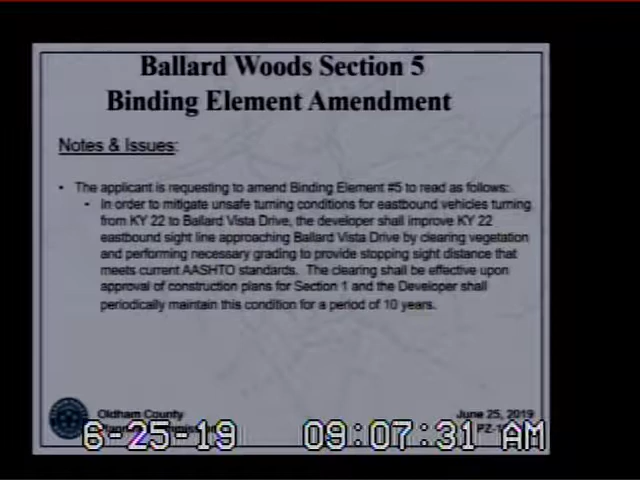 Ballard Woods Section 5
Binding Element Amendment
Notes & Issues:
• The applicant is requesting to amend Binding Element #5 to read as follows:
• In order to mitigate unsafe turning conditions for eastbound vehicles turning
from KY 22 to Ballard Vista Drive, the developer shall improve KY 22
eastbound sight line approaching Ballard Vista Drive by clearing vegetation
and performing necessary grading to provide stopping sight distance that
meets current AASHTO standards. The clearing shall be effective upon
approval of construction plans for Section 1 and the Developer shall
periodically maintain this condition for a period of 10 years.
Oldham County
June 25, 2019
6-25-19 09:07:31 AM